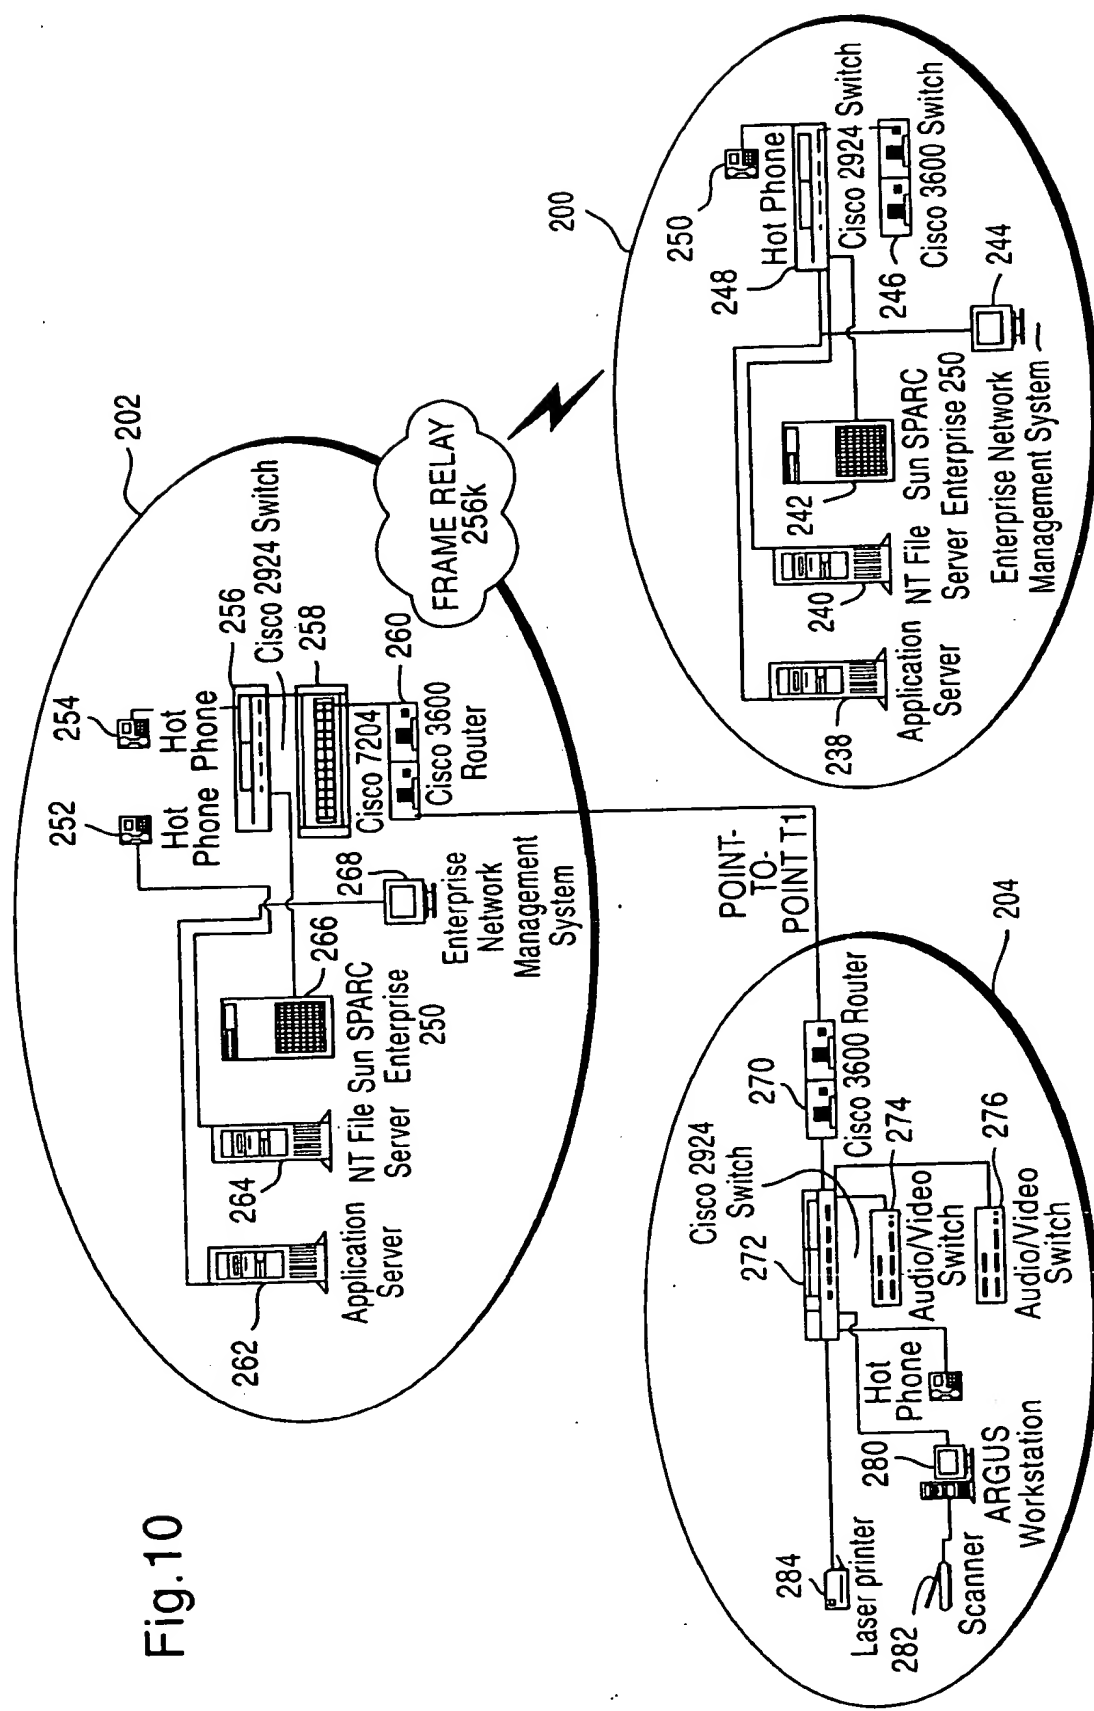 Fig.10
202
254
Hot
Phone
252
Hot
Phone
256
Cisco 2924 Switch
258
Cisco 7204
260
Cisco 3600
Router
268
Enterprise
Network
Management
System
266
Sun SPARC
Enterprise
250
264
NT File
Server
262
Application
Server
FRAME RELAY
256k
200
250
Hot Phone
248
Cisco 2924 Switch
246
Cisco 3600 Switch
244
Enterprise Network
Management System
242
Sun SPARC
Enterprise 250
240
NT File
Server
238
Application
Server
POINT-
TO-
POINT T1
204
270
Cisco 3600 Router
Cisco 2924
Switch
272
274
Audio/Video
Switch
276
Audio/Video
Switch
Hot
Phone
280
ARGUS
Workstation
284
Laser printer
282
Scanner